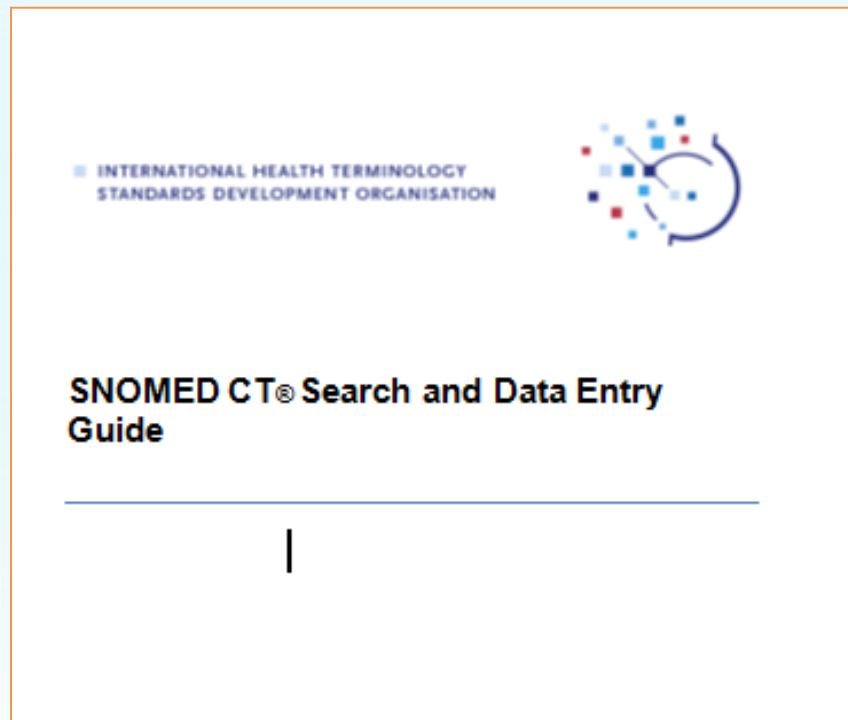 INTERNATIONAL HEALTH TERMINOLOGY
STANDARDS DEVELOPMENT ORGANISATION
SNOMED CT® Search and Data Entry
Guide